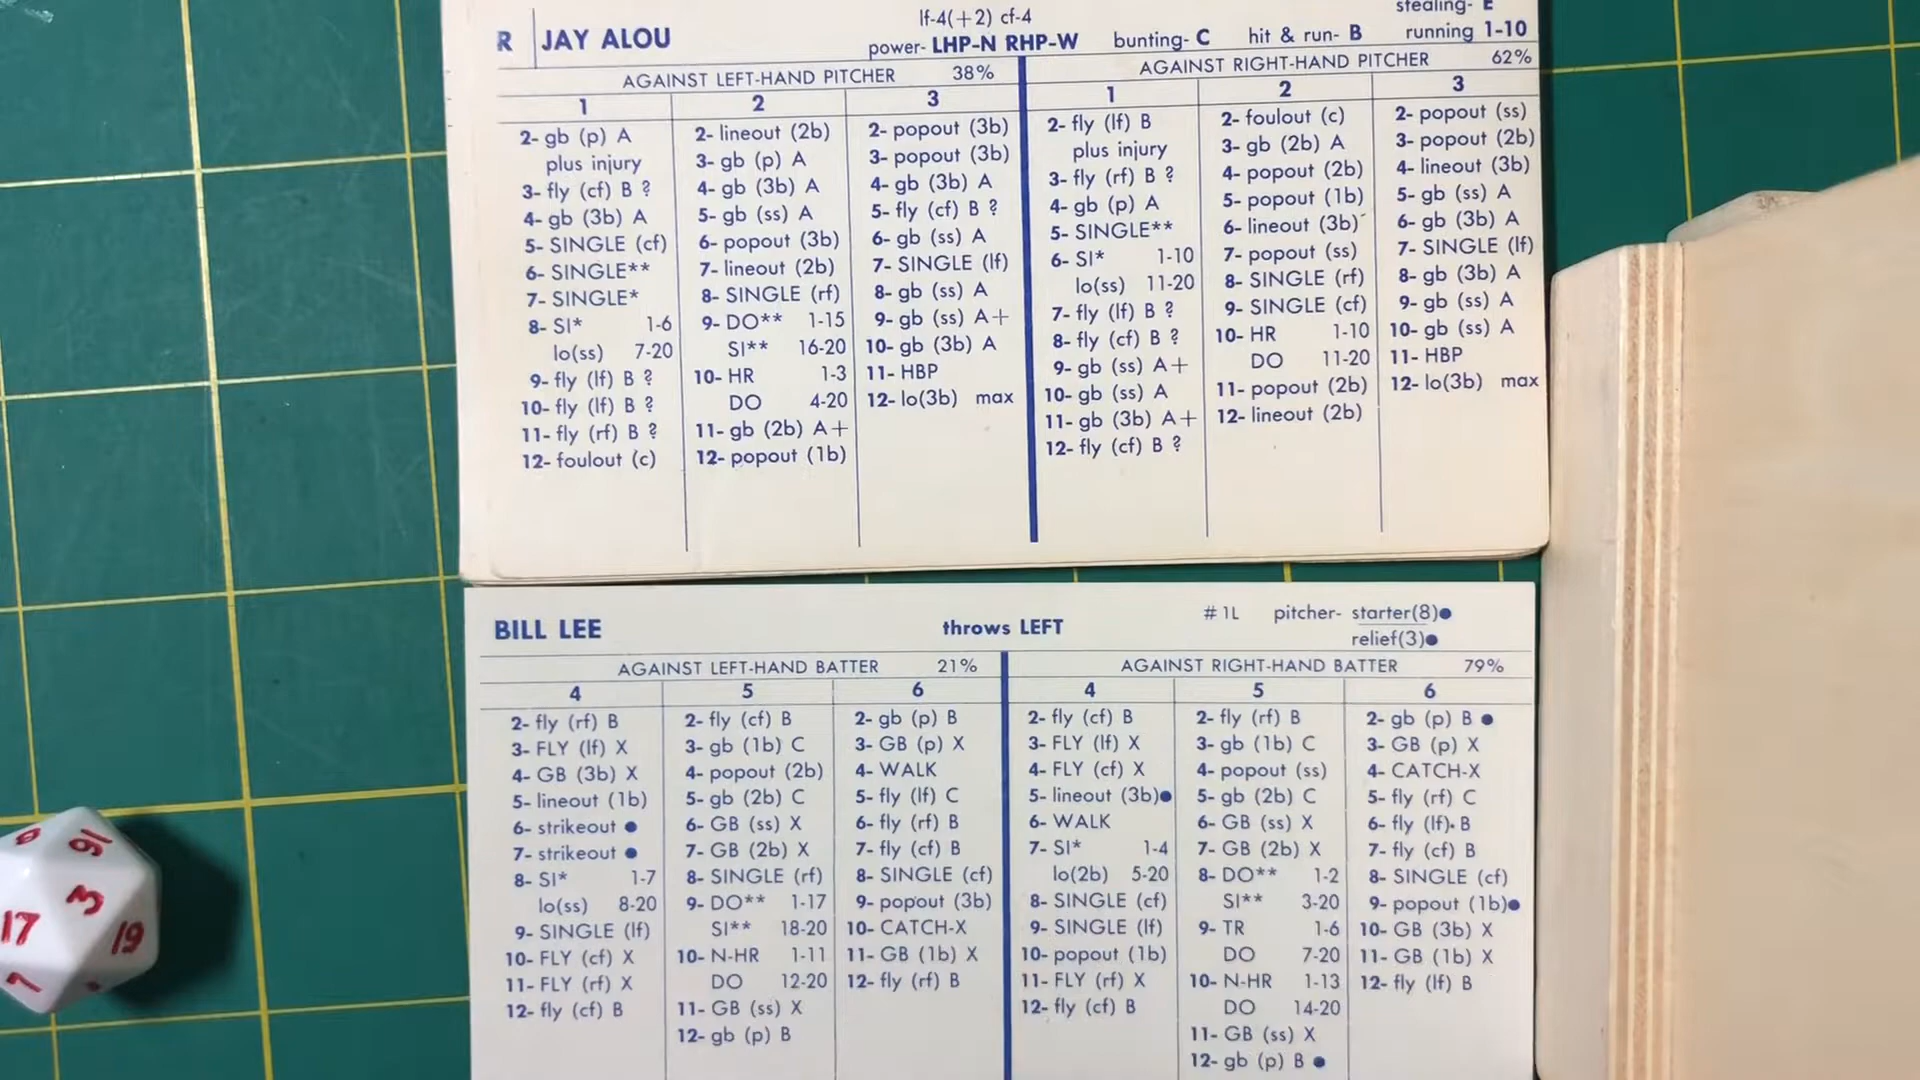 stealing- E
lf-4(+2) cf-4
R JAY ALOU power- LHP-N RHP-W bunting- C hit & run- B running 1-10
AGAINST LEFT-HAND PITCHER 38%
1 2 3
2- gb (p) A 2- lineout (2b) 2- popout (3b)
plus injury 3- gb (p) A 3- popout (3b)
3- fly (cf) B ? 4- gb (3b) A 4- gb (3b) A
4- gb (3b) A 5- gb (ss) A 5- fly (cf) B ?
5- SINGLE (cf) 6- popout (3b) 6- gb (ss) A
6- SINGLE** 7- lineout (2b) 7- SINGLE (lf)
7- SINGLE* 8- SINGLE (rf) 8- gb (ss) A
8- SI* 1-6 9- DO** 1-15 9- gb (ss) A+
lo(ss) 7-20 SI** 16-20 10- gb (3b) A
9- fly (lf) B ? 10- HR 1-3 11- HBP
10- fly (lf) B ? DO 4-20 12- lo(3b) max
11- fly (rf) B ? 11- gb (2b) A+
12- foulout (c) 12- popout (1b)
AGAINST RIGHT-HAND PITCHER 62%
1 2 3
2- fly (lf) B 2- foulout (c) 2- popout (ss)
plus injury 3- gb (2b) A 3- popout (2b)
3- fly (rf) B ? 4- popout (2b) 4- lineout (3b)
4- gb (p) A 5- popout (1b) 5- gb (ss) A
5- SINGLE** 6- lineout (3b) 6- gb (3b) A
6- SI* 1-10 7- popout (ss) 7- SINGLE (lf)
lo(ss) 11-20 8- SINGLE (rf) 8- gb (3b) A
7- fly (lf) B ? 9- SINGLE (cf) 9- gb (ss) A
8- fly (cf) B ? 10- HR 1-10 10- gb (ss) A
9- gb (ss) A+ DO 11-20 11- HBP
10- gb (ss) A 11- popout (2b) 12- lo(3b) max
11- gb (3b) A+ 12- lineout (2b)
12- fly (cf) B ?
BILL LEE throws LEFT #1L pitcher- starter(8)●
relief(3)●
AGAINST LEFT-HAND BATTER 21%
4 5 6
2- fly (rf) B 2- fly (cf) B 2- gb (p) B
3- FLY (lf) X 3- gb (1b) C 3- GB (p) X
4- GB (3b) X 4- popout (2b) 4- WALK
5- lineout (1b) 5- gb (2b) C 5- fly (lf) C
6- strikeout ● 6- GB (ss) X 6- fly (rf) B
7- strikeout ● 7- GB (2b) X 7- fly (cf) B
8- SI* 1-7 8- SINGLE (rf) 8- SINGLE (cf)
lo(ss) 8-20 9- DO** 1-17 9- popout (3b)
9- SINGLE (lf) SI** 18-20 10- CATCH-X
10- FLY (cf) X 10- N-HR 1-11 11- GB (1b) X
11- FLY (rf) X DO 12-20 12- fly (rf) B
12- fly (cf) B 11- GB (ss) X
12- gb (p) B
AGAINST RIGHT-HAND BATTER 79%
4 5 6
2- fly (cf) B 2- fly (rf) B 2- gb (p) B ●
3- FLY (lf) X 3- gb (1b) C 3- GB (p) X
4- FLY (cf) X 4- popout (ss) 4- CATCH-X
5- lineout (3b)● 5- gb (2b) C 5- fly (rf) C
6- WALK 6- GB (ss) X 6- fly (lf) B
7- SI* 1-4 7- GB (2b) X 7- fly (cf) B
lo(2b) 5-20 8- DO** 1-2 8- SINGLE (cf)
8- SINGLE (cf) SI** 3-20 9- popout (1b)●
9- SINGLE (lf) 9- TR 1-6 10- GB (3b) X
10- popout (1b) DO 7-20 11- GB (1b) X
11- FLY (rf) X 10- N-HR 1-13 12- fly (lf) B
12- fly (cf) B DO 14-20
11- GB (ss) X
12- gb (p) B ●
16
3
17
19
7